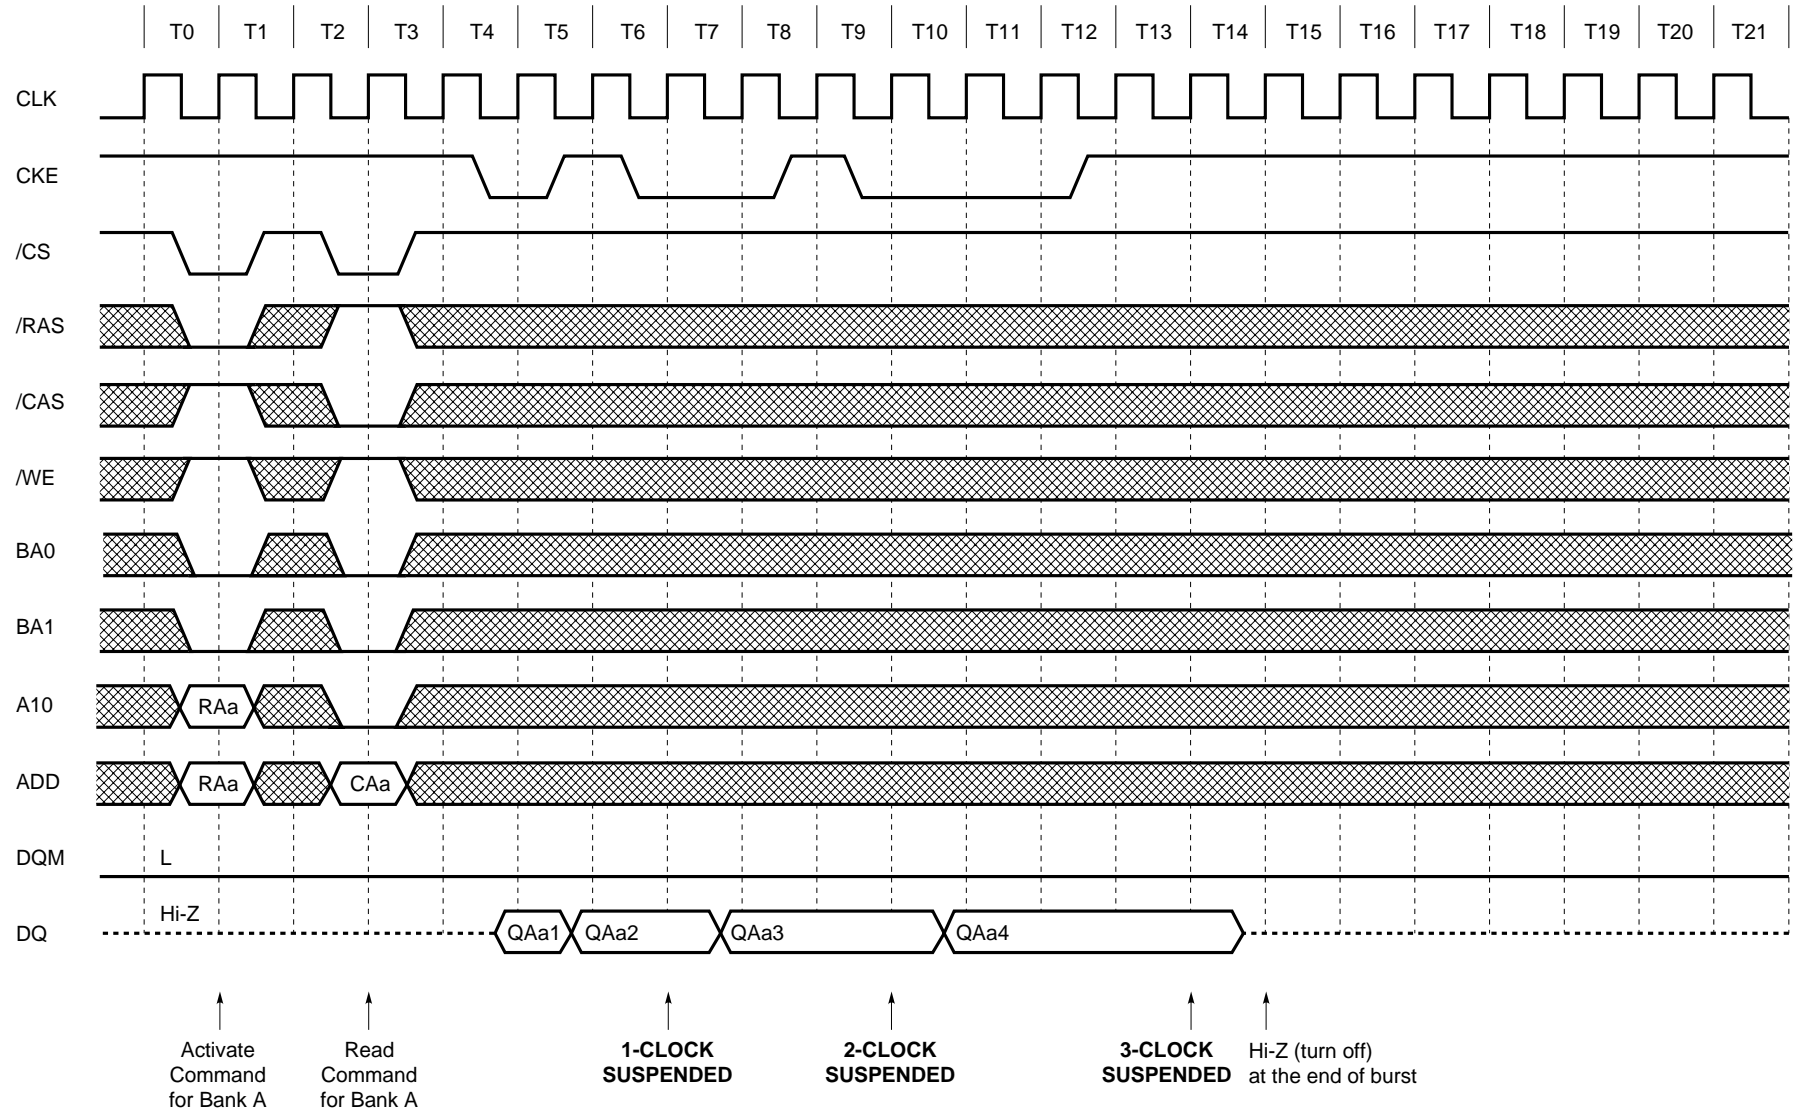 T0 T1 T2 T3 T4 T5 T6 T7 T8 T9 T10 T11 T12 T13 T14 T15 T16 T17 T18 T19 T20 T21
CLK
CKE
/CS
/RAS
/CAS
/WE
BA0
BA1
A10 RAa
ADD RAa CAa
DQM L
Hi-Z
DQ QAa1 QAa2 QAa3 QAa4
Activate
Command
for Bank A
Read
Command
for Bank A
1-CLOCK
SUSPENDED
2-CLOCK
SUSPENDED
3-CLOCK
SUSPENDED
Hi-Z (turn off)
at the end of burst